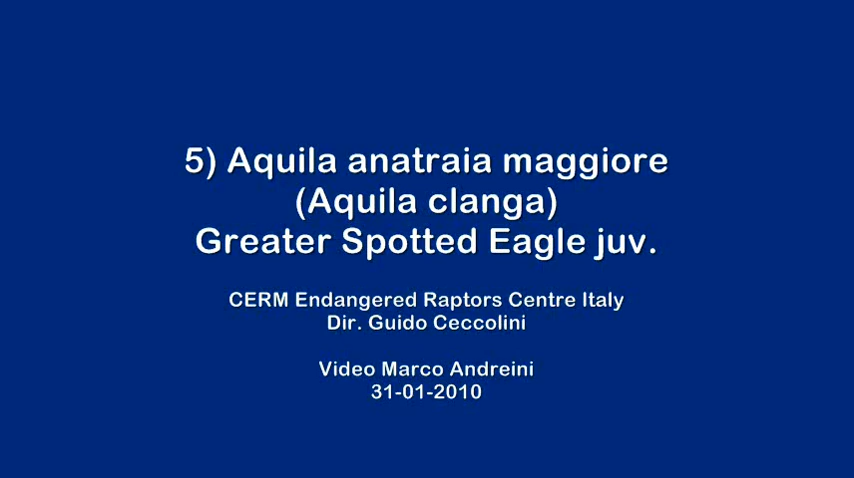 5) Aquila anatraia maggiore
(Aquila clanga)
Greater Spotted Eagle juv.
CERM Endangered Raptors Centre Italy
Dir. Guido Ceccolini
Video Marco Andreini
31-01-2010